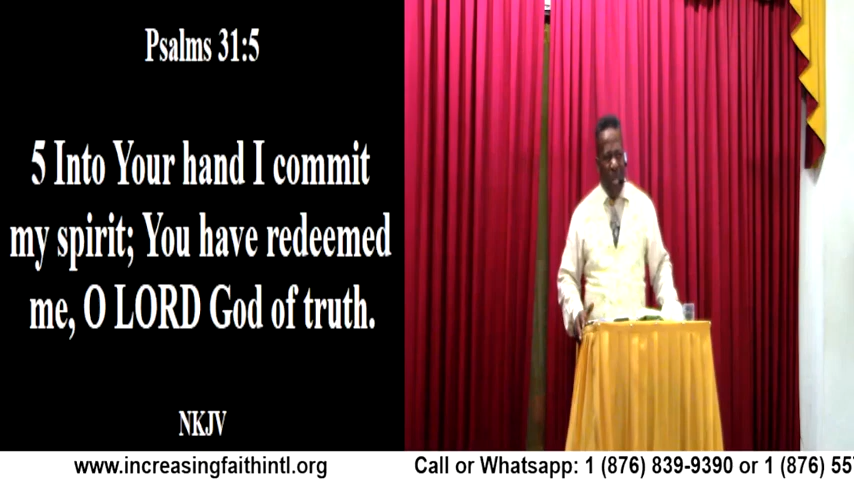 Psalms 31:5
5 Into Your hand I commit
my spirit; You have redeemed
me, O LORD God of truth.
NKJV
www.increasingfaithintl.org
Call or Whatsapp: 1 (876) 839-9390 or 1 (876)